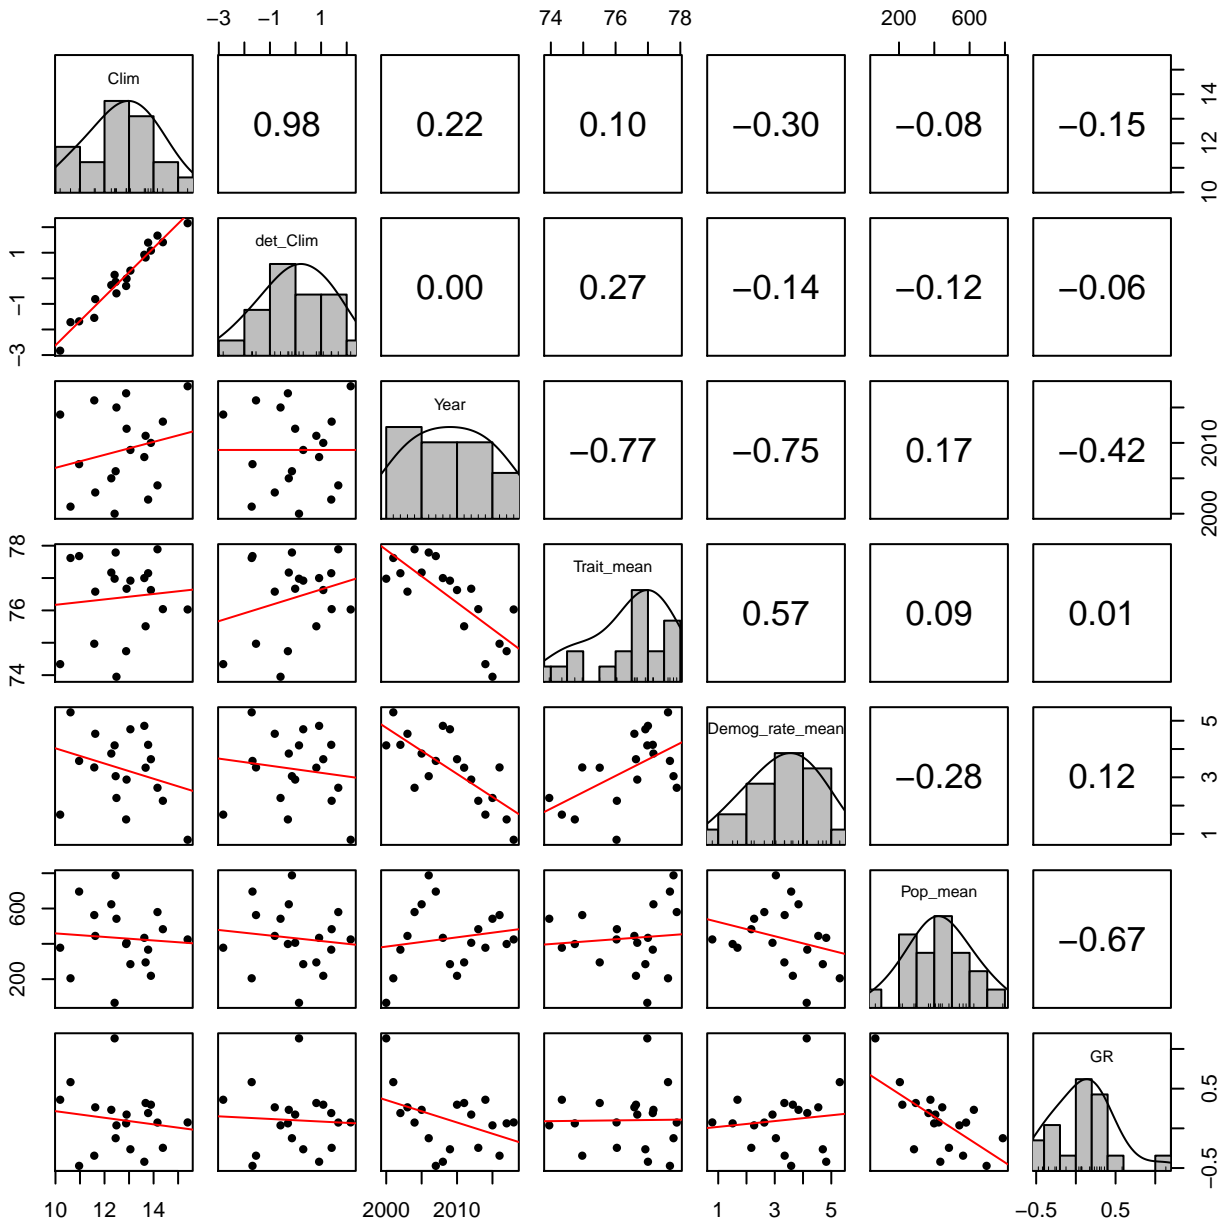 −3 −1 1 74 76 78 200 600
Clim 0.98 0.22 0.10 −0.30 −0.08 −0.15 10 12 14
−3 −1 1 det_Clim 0.00 0.27 −0.14 −0.12 −0.06
Year −0.77 −0.75 0.17 −0.42 2000 2010
74 76 78 Trait_mean 0.57 0.09 0.01
Demog_rate_mean −0.28 0.12 1 3 5
200 600 Pop_mean −0.67
GR −0.5 0.5
10 12 14 2000 2010 1 3 5 −0.5 0.5